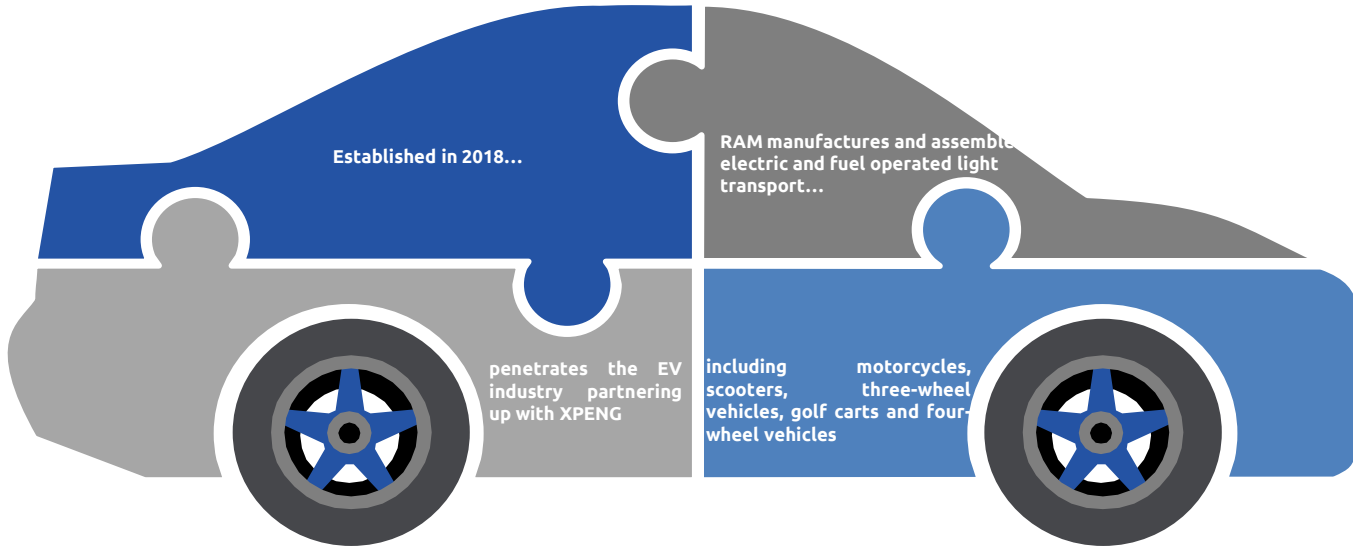 Established in 2018…
RAM manufactures and assemble
electric and fuel operated light
transport…
penetrates the EV
industry partnering
up with XPENG
including motorcycles,
scooters, three-wheel
vehicles, golf carts and four-
wheel vehicles